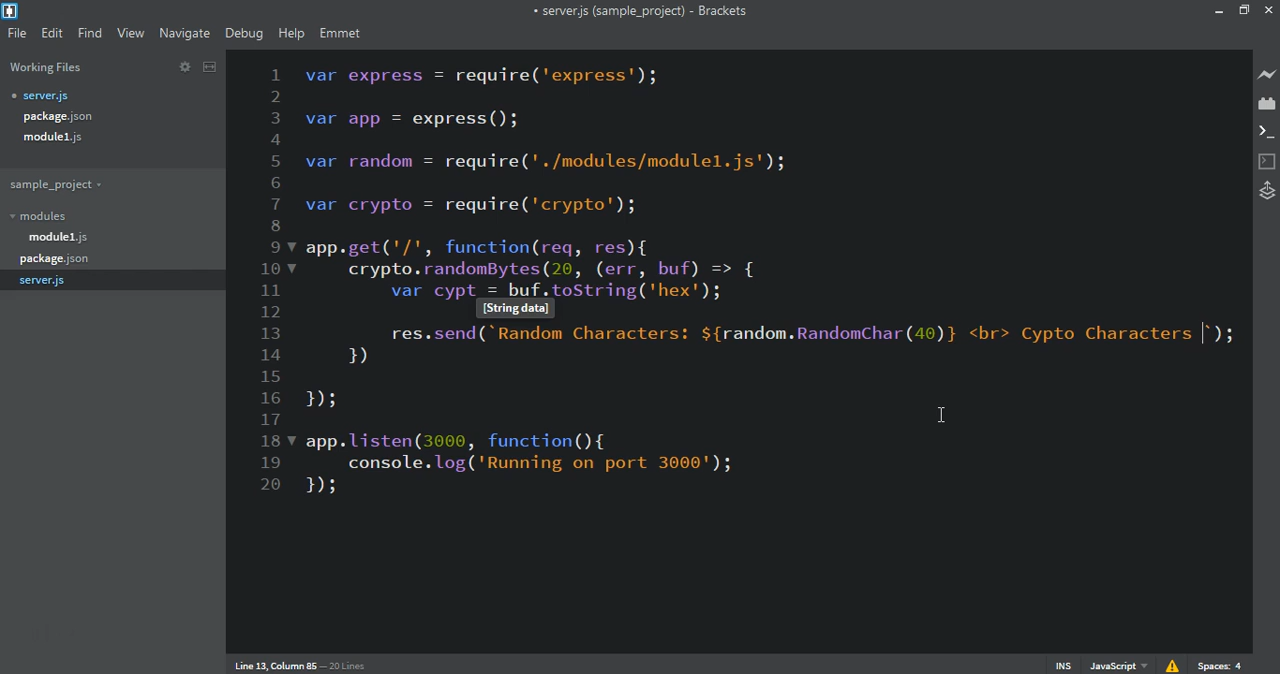 • server.js (sample_project) - Brackets
File Edit Find View Navigate Debug Help Emmet
Working Files
• server.js
package.json
module1.js
sample_project
modules
module1.js
package.json
server.js
1 var express = require('express');
2
3 var app = express();
4
5 var random = require('./modules/module1.js');
6
7 var crypto = require('crypto');
8
9 app.get('/', function(req, res){
10 crypto.randomBytes(20, (err, buf) => {
11 var cypt = buf.toString('hex');
[String data]
12
13 res.send(`Random Characters: ${random.RandomChar(40)} <br> Cypto Characters `);
14 })
15
16 });
17
18 app.listen(3000, function(){
19 console.log('Running on port 3000');
20 });
Line 13, Column 85 — 20 Lines
INS JavaScript Spaces: 4